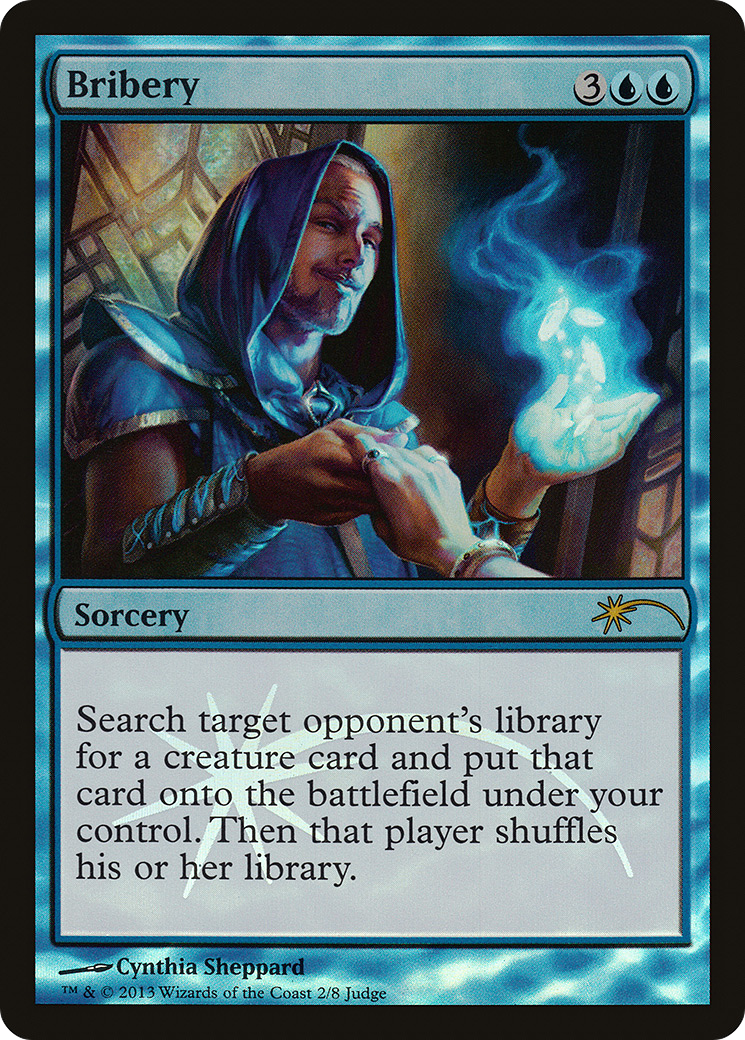 Bribery 3
Sorcery
Search target opponent's library
for a creature card and put that
card onto the battlefield under your
control. Then that player shuffles
his or her library.
Cynthia Sheppard
™ & © 2013 Wizards of the Coast 2/8 Judge